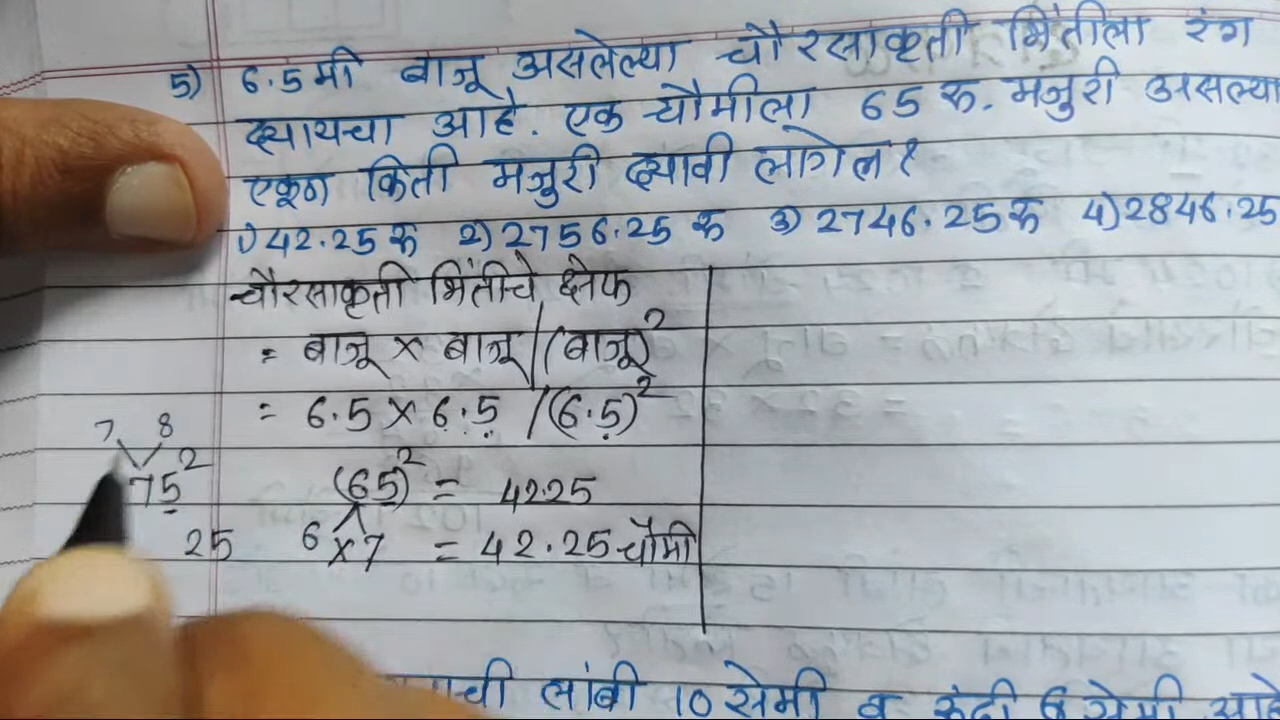 5) 6.5मी बाजू असलेल्या चौरसाकृती भिंतीला रंग
द्यायचा आहे. एक चौमीला 65 रु. मजुरी असल्या
एकूण किती मजुरी द्यावी लागेल?
1) 42.25 रु 2) 2756.25 रु 3) 2746.25 रु 4) 2846.25
चौरसाकृती भिंतीचे क्षेफ
= बाजू × बाजू / (बाजू)²
= 6.5 × 6.5 / (6.5)²
7 8
75²
(65)² = 4225
25
6 × 7 = 42.25 चौमी
लांबी 10 सेमी व रुंदी 8 सेमी आहे